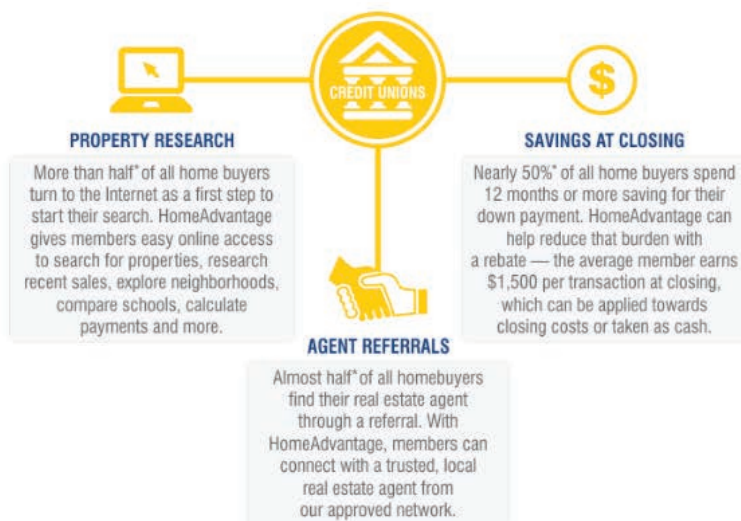 CREDIT UNIONS
$
PROPERTY RESEARCH
More than half* of all home buyers
turn to the Internet as a first step to
start their search. HomeAdvantage
gives members easy online access
to search for properties, research
recent sales, explore neighborhoods,
compare schools, calculate
payments and more.
SAVINGS AT CLOSING
Nearly 50%* of all home buyers spend
12 months or more saving for their
down payment. HomeAdvantage can
help reduce that burden with
a rebate — the average member earns
$1,500 per transaction at closing,
which can be applied towards
closing costs or taken as cash.
AGENT REFERRALS
Almost half* of all homebuyers
find their real estate agent
through a referral. With
HomeAdvantage, members can
connect with a trusted, local
real estate agent from
our approved network.